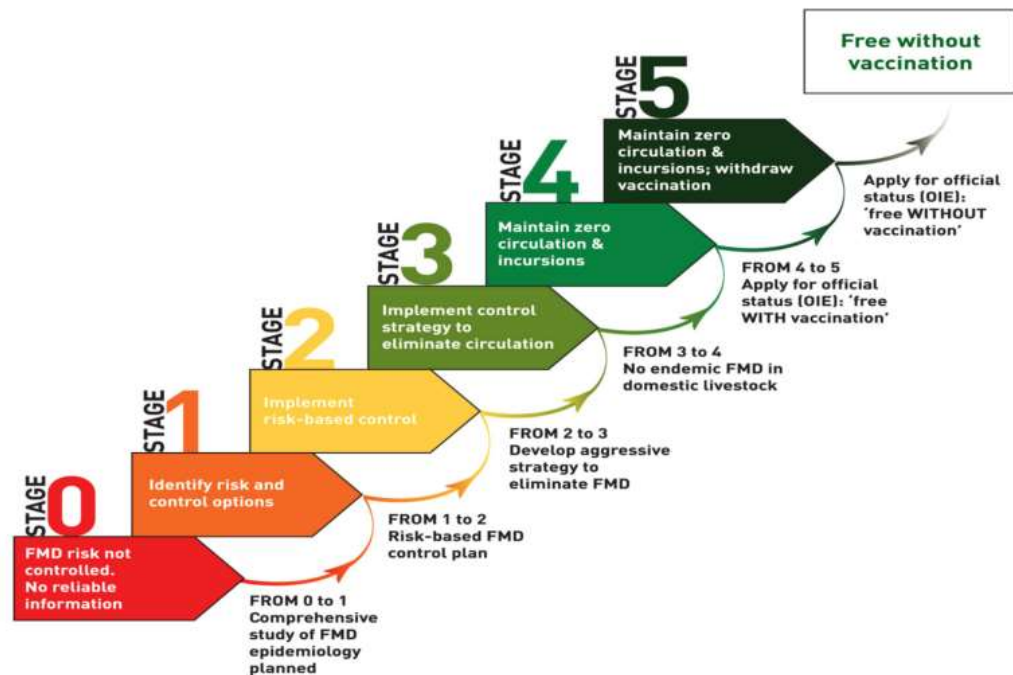 Free without
vaccination
STAGE 5
Maintain zero
circulation &
incursions; withdraw
vaccination
Apply for official
status (OIE):
'free WITHOUT
vaccination'
STAGE 4
Maintain zero
circulation &
incursions
FROM 4 to 5
Apply for official
status (OIE): 'free
WITH vaccination'
STAGE 3
Implement control
strategy to
eliminate circulation
FROM 3 to 4
No endemic FMD in
domestic livestock
STAGE 2
Implement
risk-based control
FROM 2 to 3
Develop aggressive
strategy to
eliminate FMD
STAGE 1
Identify risk and
control options
FROM 1 to 2
Risk-based FMD
control plan
STAGE 0
FMD risk not
controlled.
No reliable
information
FROM 0 to 1
Comprehensive
study of FMD
epidemiology
planned